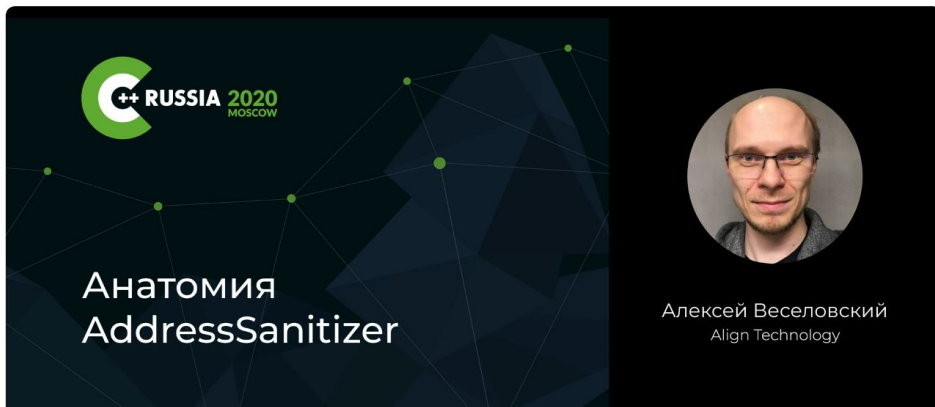 C++ RUSSIA 2020
MOSCOW
Анатомия
AddressSanitizer
Алексей Веселовский
Align Technology